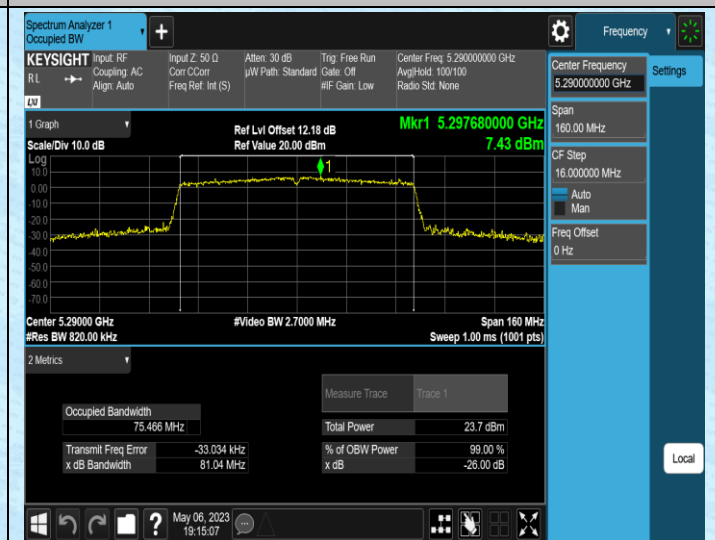 Spectrum Analyzer 1
Occupied BW
+
Frequency
KEYSIGHT
RL
LXI
Input: RF
Coupling: AC
Align: Auto
Input Z: 50 Ω
Corr CCorr
Freq Ref: Int (S)
Atten: 30 dB
µW Path: Standard
Trig: Free Run
Gate: Off
#IF Gain: Low
Center Freq: 5.290000000 GHz
Avg|Hold: 100/100
Radio Std: None
Center Frequency
5.290000000 GHz
Settings
Span
160.00 MHz
CF Step
16.000000 MHz
Auto
Man
Freq Offset
0 Hz
1 Graph
Scale/Div 10.0 dB
Ref Lvl Offset 12.18 dB
Ref Value 20.00 dBm
Mkr1 5.297680000 GHz
7.43 dBm
Log
10.0
0.00
-10.0
-20.0
-30.0
-40.0
-50.0
-60.0
-70.0
1
Center 5.29000 GHz
#Res BW 820.00 kHz
#Video BW 2.7000 MHz
Span 160 MHz
Sweep 1.00 ms (1001 pts)
2 Metrics
Measure Trace Trace 1
Occupied Bandwidth
75.466 MHz
Total Power 23.7 dBm
Transmit Freq Error -33.034 kHz
% of OBW Power 99.00 %
x dB Bandwidth 81.04 MHz
x dB -26.00 dB
Local
?
May 06, 2023
19:15:07